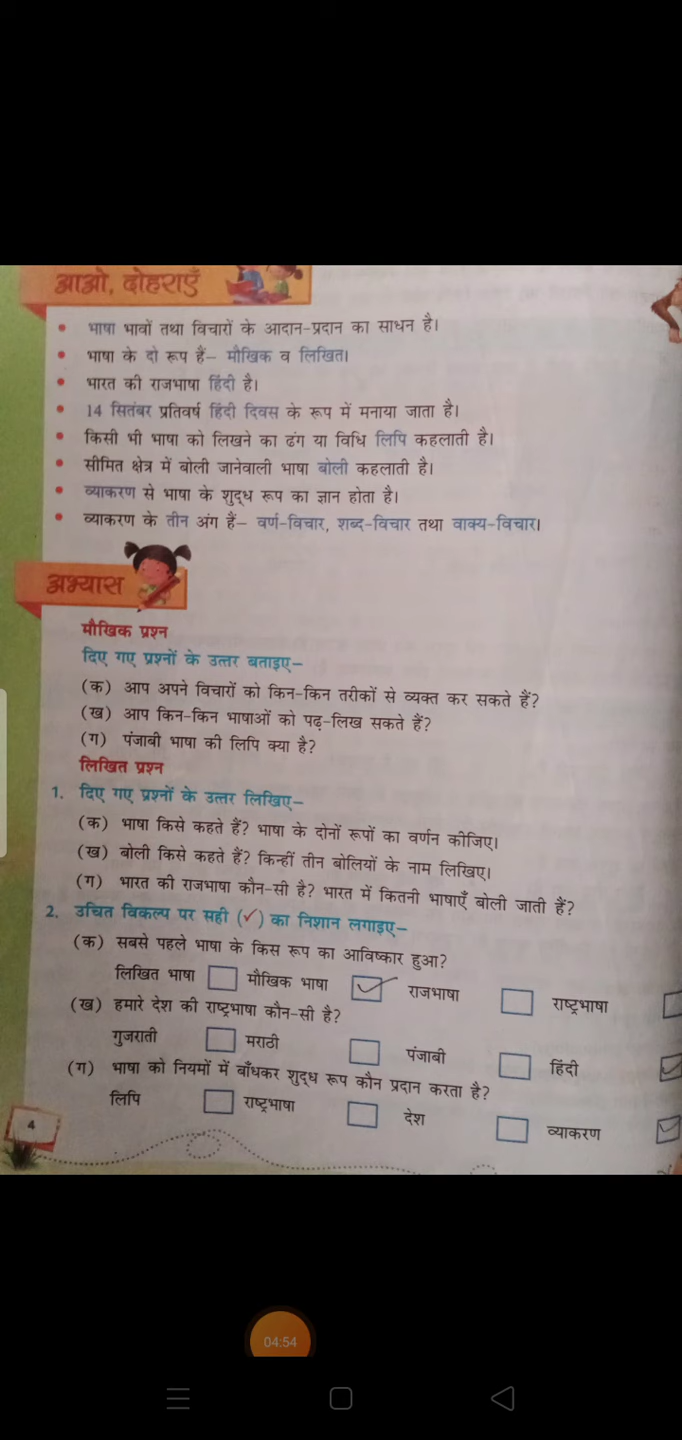 आओ, दोहराएँ
• भाषा भावों तथा विचारों के आदान-प्रदान का साधन है।
• भाषा के दो रूप हैं– मौखिक व लिखित।
• भारत की राजभाषा हिंदी है।
• 14 सितंबर प्रतिवर्ष हिंदी दिवस के रूप में मनाया जाता है।
• किसी भी भाषा को लिखने का ढंग या विधि लिपि कहलाती है।
• सीमित क्षेत्र में बोली जानेवाली भाषा बोली कहलाती है।
• व्याकरण से भाषा के शुद्ध रूप का ज्ञान होता है।
• व्याकरण के तीन अंग हैं– वर्ण-विचार, शब्द-विचार तथा वाक्य-विचार।
अभ्यास
मौखिक प्रश्न
दिए गए प्रश्नों के उत्तर बताइए–
(क) आप अपने विचारों को किन-किन तरीकों से व्यक्त कर सकते हैं?
(ख) आप किन-किन भाषाओं को पढ़-लिख सकते हैं?
(ग) पंजाबी भाषा की लिपि क्या है?
लिखित प्रश्न
1. दिए गए प्रश्नों के उत्तर लिखिए–
(क) भाषा किसे कहते हैं? भाषा के दोनों रूपों का वर्णन कीजिए।
(ख) बोली किसे कहते हैं? किन्हीं तीन बोलियों के नाम लिखिए।
(ग) भारत की राजभाषा कौन-सी है? भारत में कितनी भाषाएँ बोली जाती हैं?
2. उचित विकल्प पर सही (✓) का निशान लगाइए–
(क) सबसे पहले भाषा के किस रूप का आविष्कार हुआ?
लिखित भाषा ☐ मौखिक भाषा ☑ राजभाषा ☐ राष्ट्रभाषा ☐
(ख) हमारे देश की राष्ट्रभाषा कौन-सी है?
गुजराती ☐ मराठी ☐ पंजाबी ☐ हिंदी ☑
(ग) भाषा को नियमों में बाँधकर शुद्ध रूप कौन प्रदान करता है?
लिपि ☐ राष्ट्रभाषा ☐ देश ☐ व्याकरण ☑
4
04:54